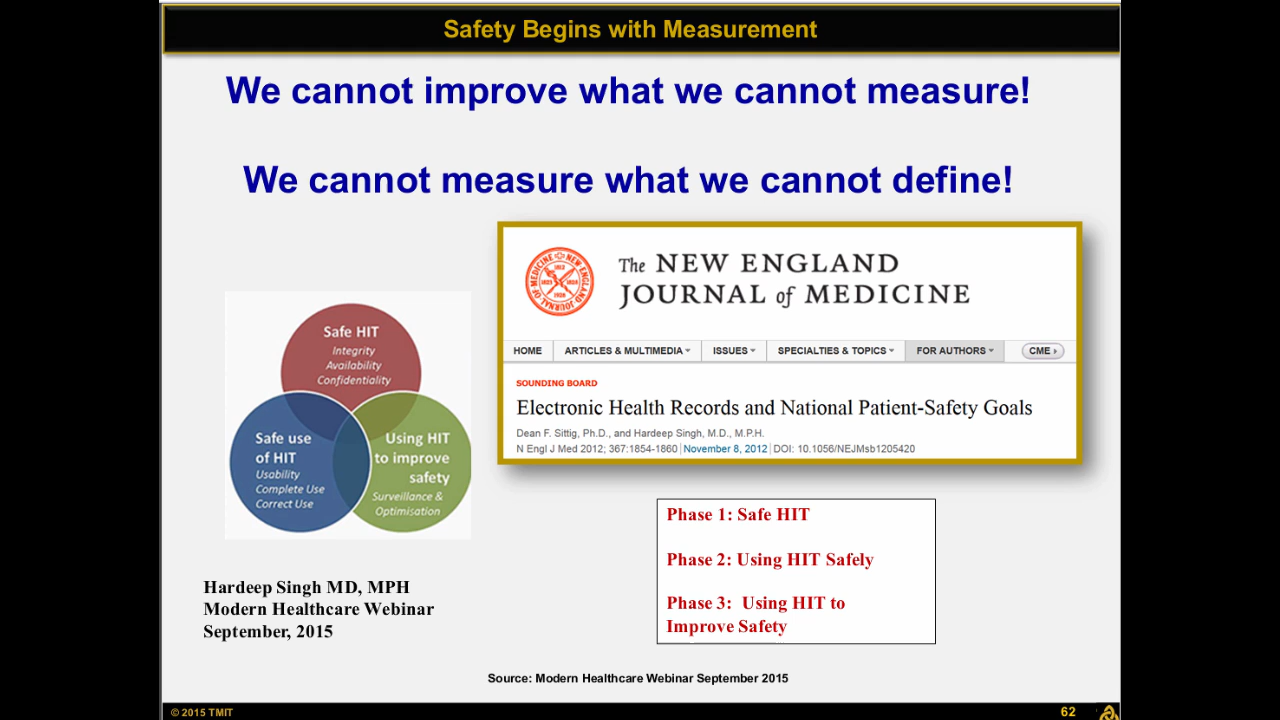 Safety Begins with Measurement
We cannot improve what we cannot measure!
We cannot measure what we cannot define!
The NEW ENGLAND
JOURNAL of MEDICINE
HOME ARTICLES & MULTIMEDIA ISSUES SPECIALTIES & TOPICS FOR AUTHORS CME
SOUNDING BOARD
Electronic Health Records and National Patient-Safety Goals
Dean F. Sittig, Ph.D., and Hardeep Singh, M.D., M.P.H.
N Engl J Med 2012; 367:1854-1860 | November 8, 2012 | DOI: 10.1056/NEJMsb1205420
Safe HIT
Integrity
Availability
Confidentiality
Safe use
of HIT
Usability
Complete Use
Correct Use
Using HIT
to improve
safety
Surveillance &
Optimisation
Phase 1: Safe HIT
Phase 2: Using HIT Safely
Phase 3: Using HIT to
Improve Safety
Hardeep Singh MD, MPH
Modern Healthcare Webinar
September, 2015
Source: Modern Healthcare Webinar September 2015
© 2015 TMIT
62